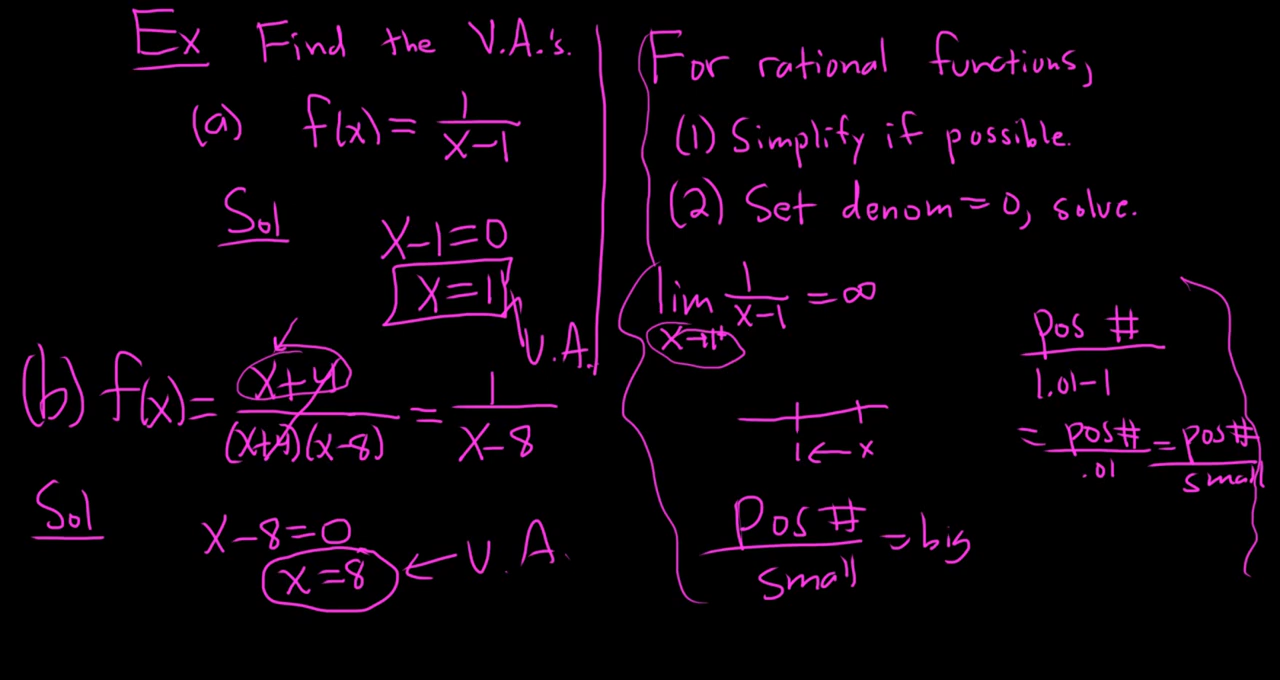 Ex Find the V.A.'s.
(a) f(x) = 1/(x-1)
Sol
x-1=0
x=1
V.A.
(b) f(x) = (x+4)/((x+4)(x-8)) = 1/(x-8)
Sol
x-8=0
x=8 ← V.A.
For rational functions,
(1) Simplify if possible.
(2) Set denom=0, solve.
lim x→1⁺ 1/(x-1) = ∞
1 ← x
Pos #/small = big
Pos #/(1.01-1)
= pos#/.01 = pos#/small